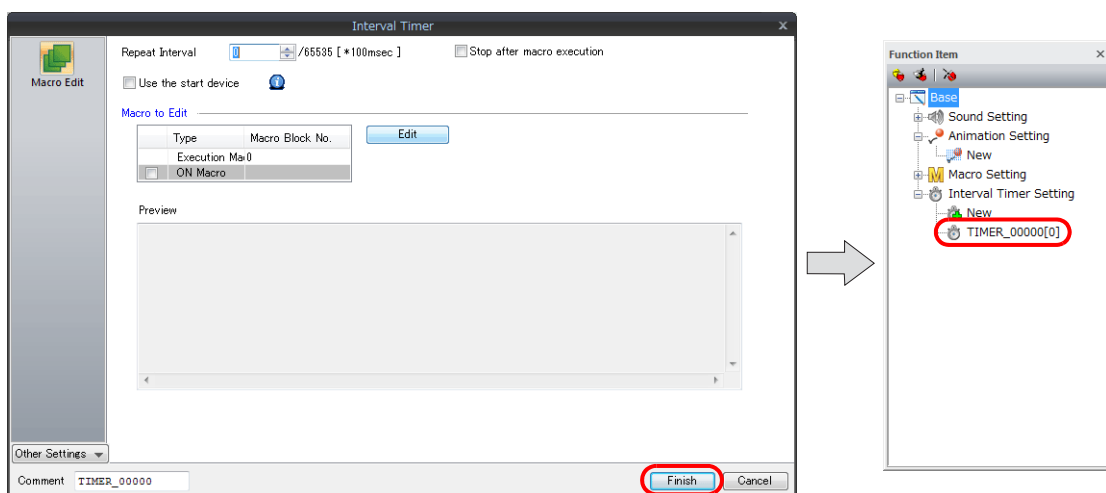 Interval Timer
x
Macro Edit
Repeat Interval 0 /65535 [ *100msec ] Stop after macro execution
Use the start device
Macro to Edit
Type Macro Block No.
Execution Ma 0
ON Macro
Edit
Preview
Other Settings
Comment TIMER_00000 Finish Cancel
Function Item x
Base
Sound Setting
Animation Setting
New
Macro Setting
Interval Timer Setting
New
TIMER_00000[0]